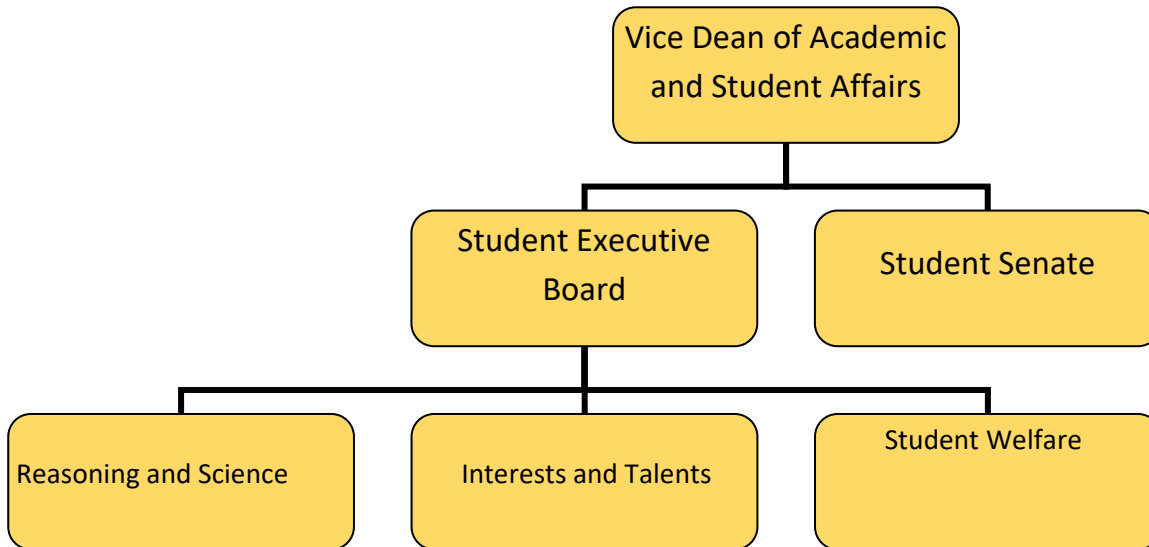 Vice Dean of Academic
and Student Affairs
Student Executive
Board
Student Senate
Reasoning and Science
Interests and Talents
Student Welfare